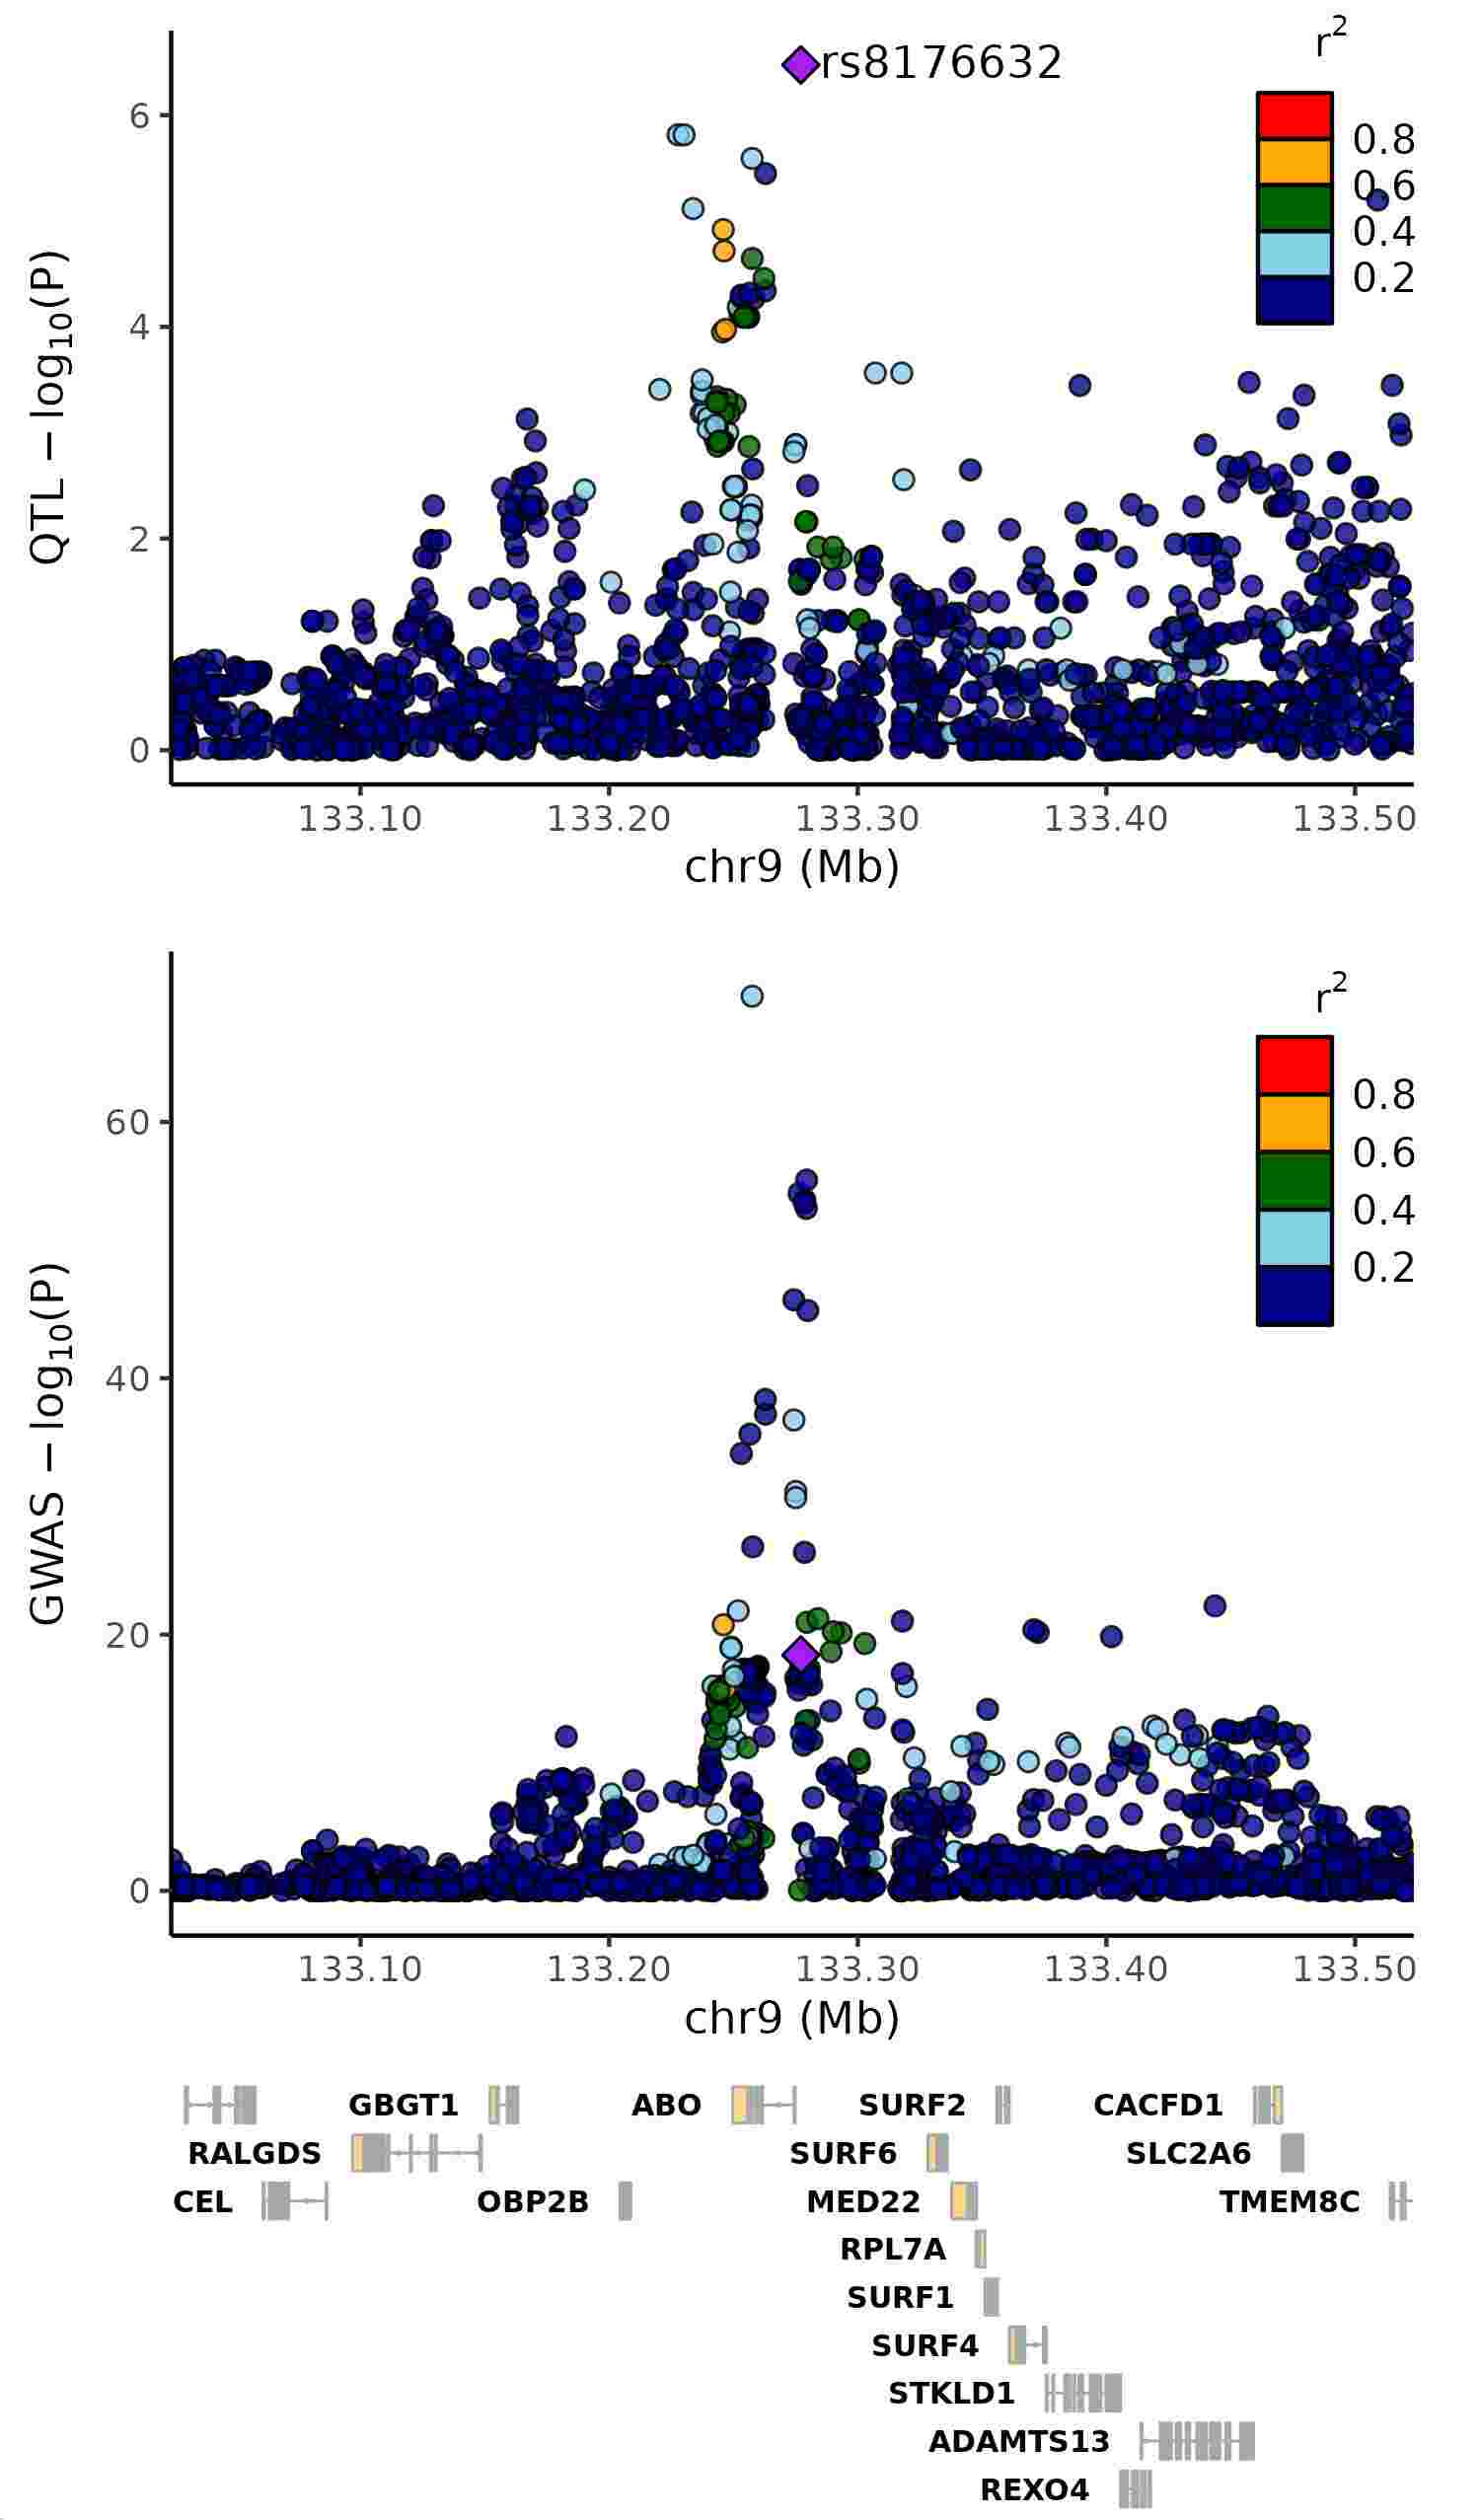 rs8176632
r²
0.8
0.6
0.4
0.2
6
4
2
0
QTL −log₁₀(P)
133.10 133.20 133.30 133.40 133.50
chr9 (Mb)
r²
0.8
0.6
0.4
0.2
60
40
20
0
GWAS −log₁₀(P)
133.10 133.20 133.30 133.40 133.50
chr9 (Mb)
GBGT1 ABO SURF2 CACFD1
RALGDS SURF6 SLC2A6
CEL OBP2B MED22 TMEM8C
RPL7A
SURF1
SURF4
STKLD1
ADAMTS13
REXO4